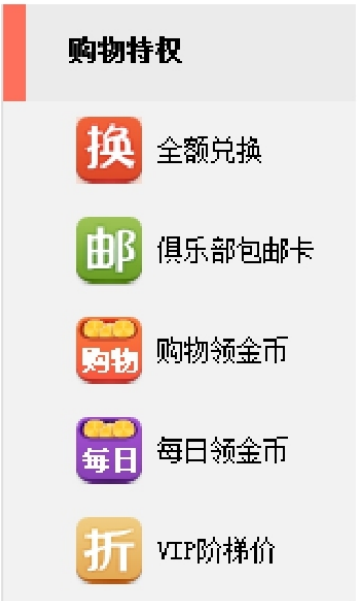 购物特权
换 全额兑换
邮 俱乐部包邮卡
购物 购物领金币
每日 每日领金币
折 VIP阶梯价